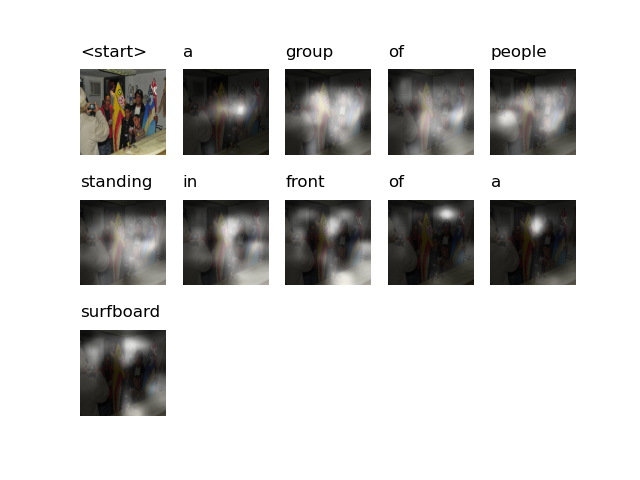 <start> a group of people
standing in front of a
surfboard